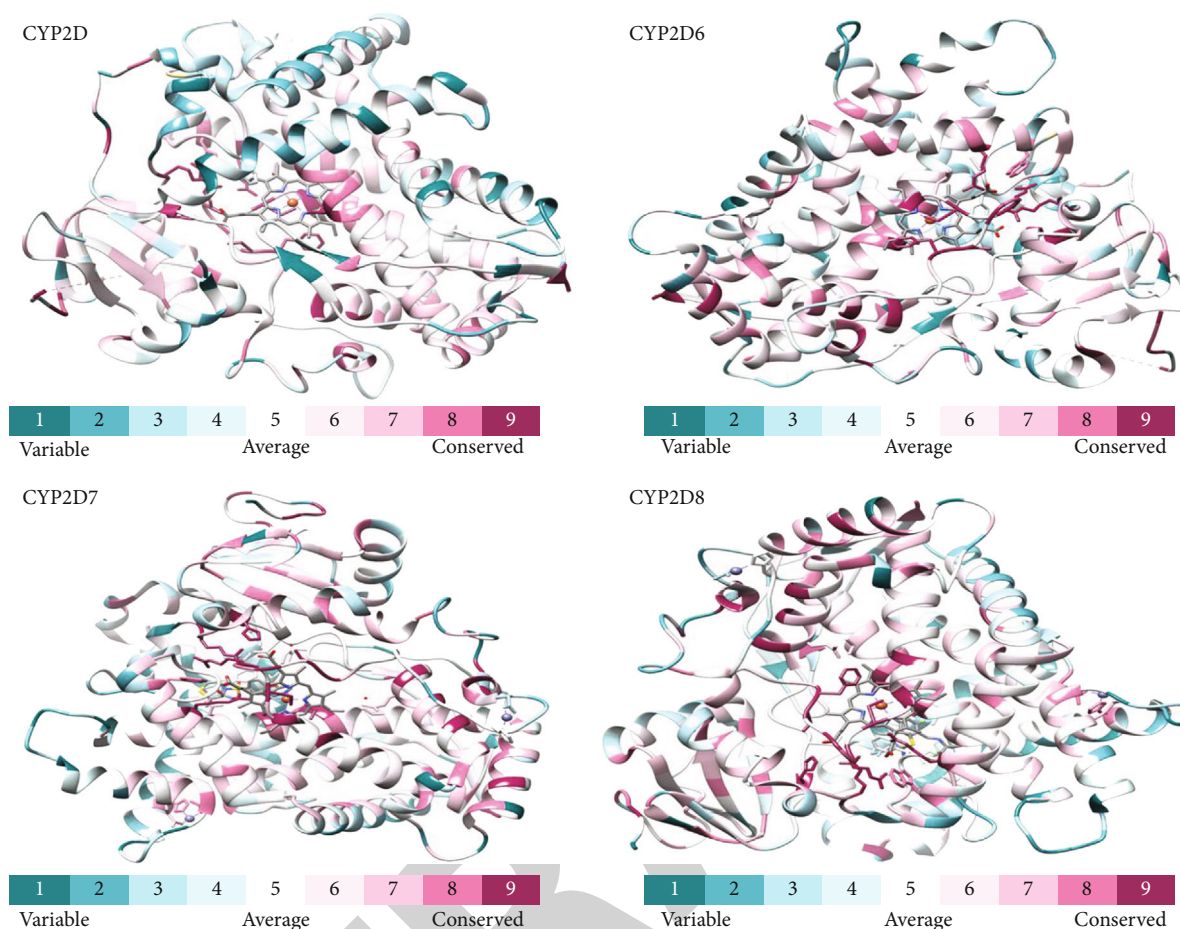 CYP2D
CYP2D6
1 2 3 4 5 6 7 8 9
Variable Average Conserved
1 2 3 4 5 6 7 8 9
Variable Average Conserved
CYP2D7
CYP2D8
1 2 3 4 5 6 7 8 9
Variable Average Conserved
1 2 3 4 5 6 7 8 9
Variable Average Conserved